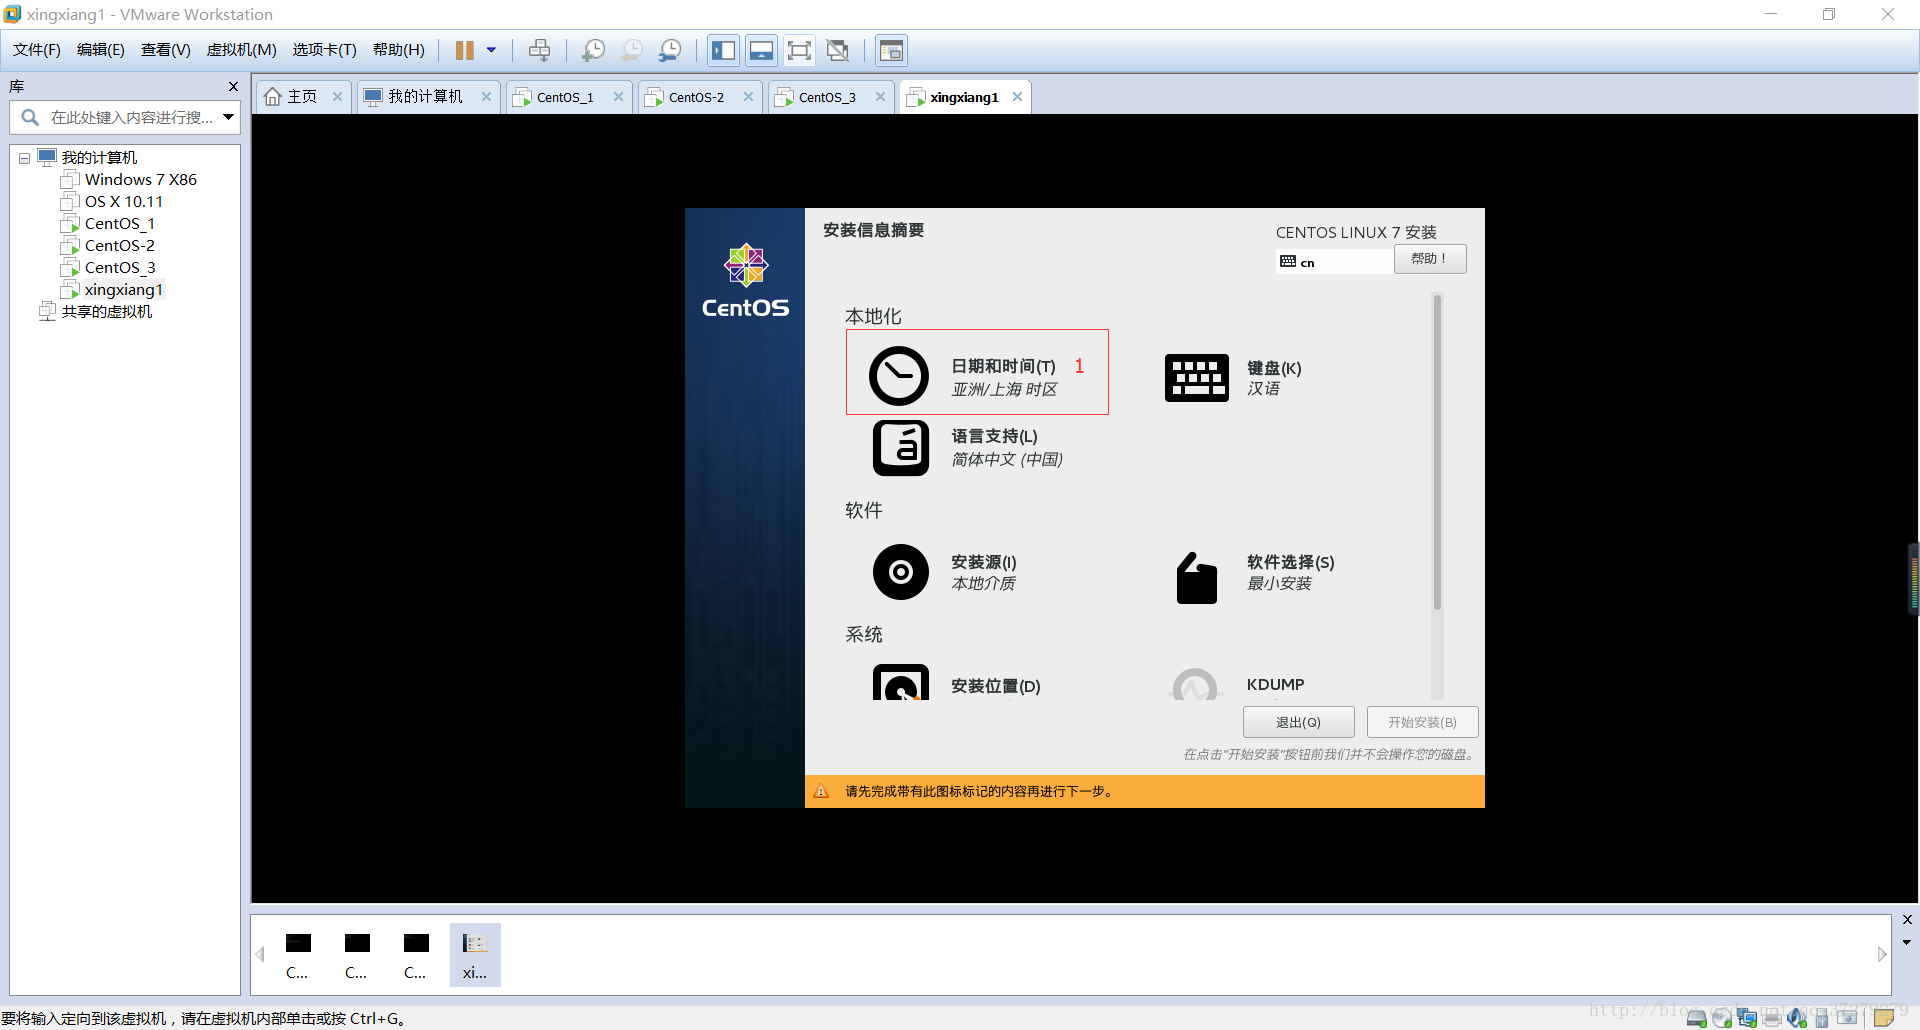 xingxiang1 - VMware Workstation
文件(F) 编辑(E) 查看(V) 虚拟机(M) 选项卡(T) 帮助(H)
库
在此处键入内容进行搜...
我的计算机
Windows 7 X86
OS X 10.11
CentOS_1
CentOS-2
CentOS_3
xingxiang1
共享的虚拟机
主页 我的计算机 CentOS_1 CentOS-2 CentOS_3 xingxiang1
CentOS
安装信息摘要
CENTOS LINUX 7 安装
cn
帮助！
本地化
日期和时间(T) 1
亚洲/上海 时区
键盘(K)
汉语
语言支持(L)
简体中文 (中国)
软件
安装源(I)
本地介质
软件选择(S)
最小安装
系统
安装位置(D)
KDUMP
退出(Q) 开始安装(B)
在点击"开始安装"按钮前我们并不会操作您的磁盘。
请先完成带有此图标标记的内容再进行下一步。
C... C... C... xi...
要将输入定向到该虚拟机，请在虚拟机内部单击或按 Ctrl+G。